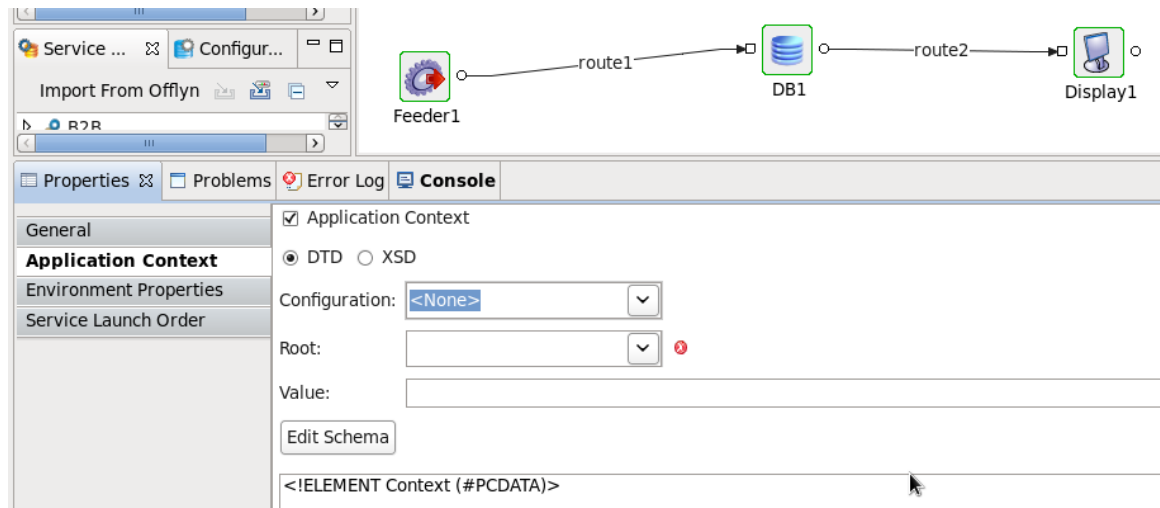 Service ...
Configur...
Import From Offlyn
B2B
route1
route2
Feeder1
DB1
Display1
Properties
Problems
Error Log
Console
General
Application Context
Environment Properties
Service Launch Order
Application Context
DTD
XSD
Configuration:
<None>
Root:
Value:
Edit Schema
<!ELEMENT Context (#PCDATA)>